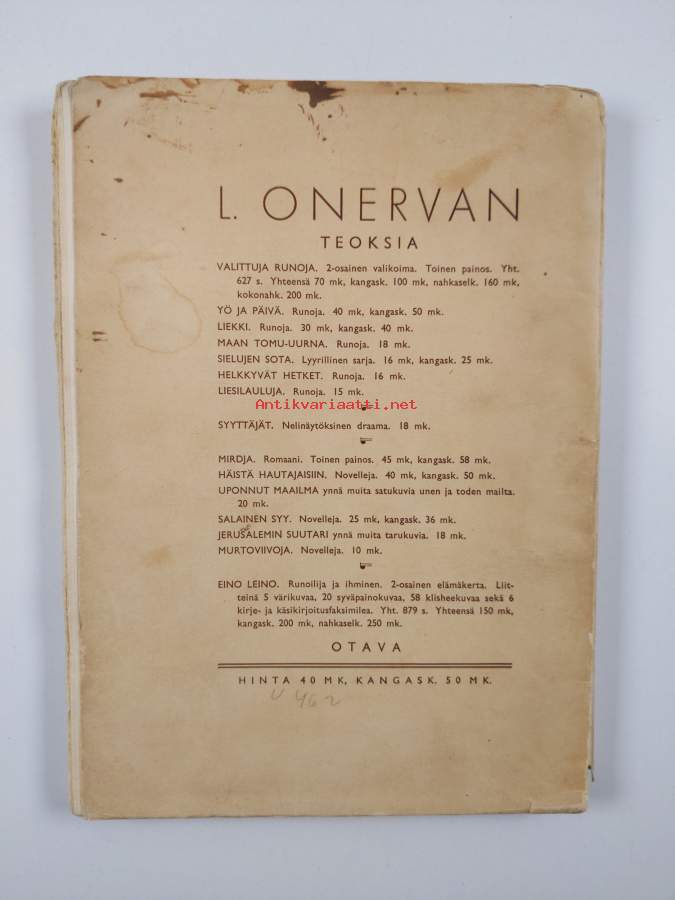 L. ONERVAN
TEOKSIA
VALITTUJA RUNOJA. 2-osainen valikoima. Toinen painos. Yht.
627 s. Yhteensä 70 mk, kangask. 100 mk, nahkaselk. 160 mk,
kokonahk. 200 mk.
YÖ JA PÄIVÄ. Runoja. 40 mk, kangask. 50 mk.
LIEKKI. Runoja. 30 mk, kangask. 40 mk.
MAAN TOMU-UURNA. Runoja. 18 mk.
SIELUJEN SOTA. Lyyrillinen sarja. 16 mk, kangask. 25 mk.
HELKKYVÄT HETKET. Runoja. 16 mk.
LIESILAULUJA. Runoja. 15 mk.
Antikvariaatti.net
SYYTTÄJÄT. Nelinäytöksinen draama. 18 mk.
MIRDJA. Romaani. Toinen painos. 45 mk, kangask. 58 mk.
HÄISTÄ HAUTAJAISIIN. Novelleja. 40 mk, kangask. 50 mk.
UPONNUT MAAILMA ynnä muita satukuvia unen ja toden mailta.
20 mk.
SALAINEN SYY. Novelleja. 25 mk, kangask. 36 mk.
JERUSALEMIN SUUTARI ynnä muita tarukuvia. 18 mk.
MURTOVIIVOJA. Novelleja. 10 mk.
EINO LEINO. Runoilija ja ihminen. 2-osainen elämäkerta. Liit-
teinä 5 värikuvaa, 20 syväpainokuvaa, 58 klisheekuvaa sekä 6
kirje- ja käsikirjoitusfaksimilea. Yht. 879 s. Yhteensä 150 mk,
kangask. 200 mk, nahkaselk. 250 mk.
OTAVA
HINTA 40 MK, KANGASK. 50 MK.